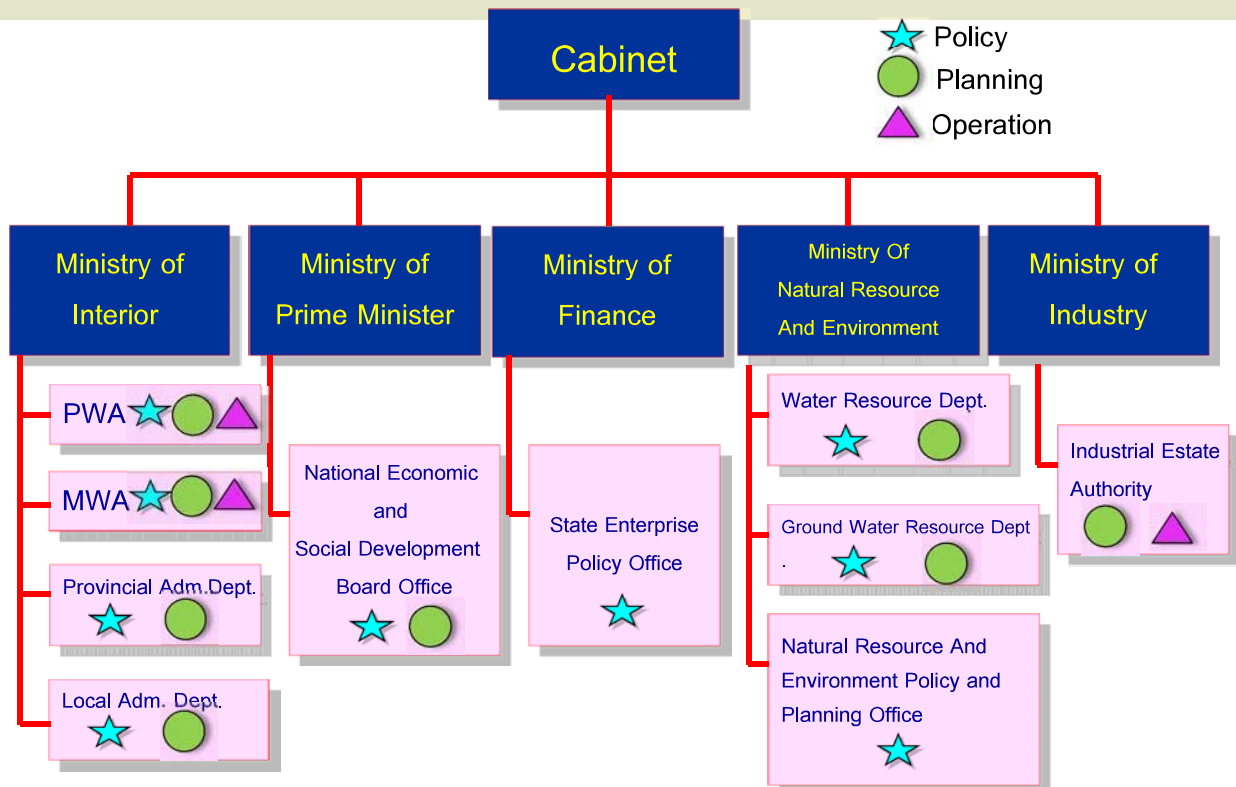 Cabinet
Policy
Planning
Operation
Ministry of
Interior
Ministry of
Prime Minister
Ministry of
Finance
Ministry Of
Natural Resource
And Environment
Ministry of
Industry
PWA
MWA
Provincial Adm.Dept.
Local Adm. Dept.
National Economic
and
Social Development
Board Office
State Enterprise
Policy Office
Water Resource Dept.
Ground Water Resource Dept
.
Natural Resource And
Environment Policy and
Planning Office
Industrial Estate
Authority